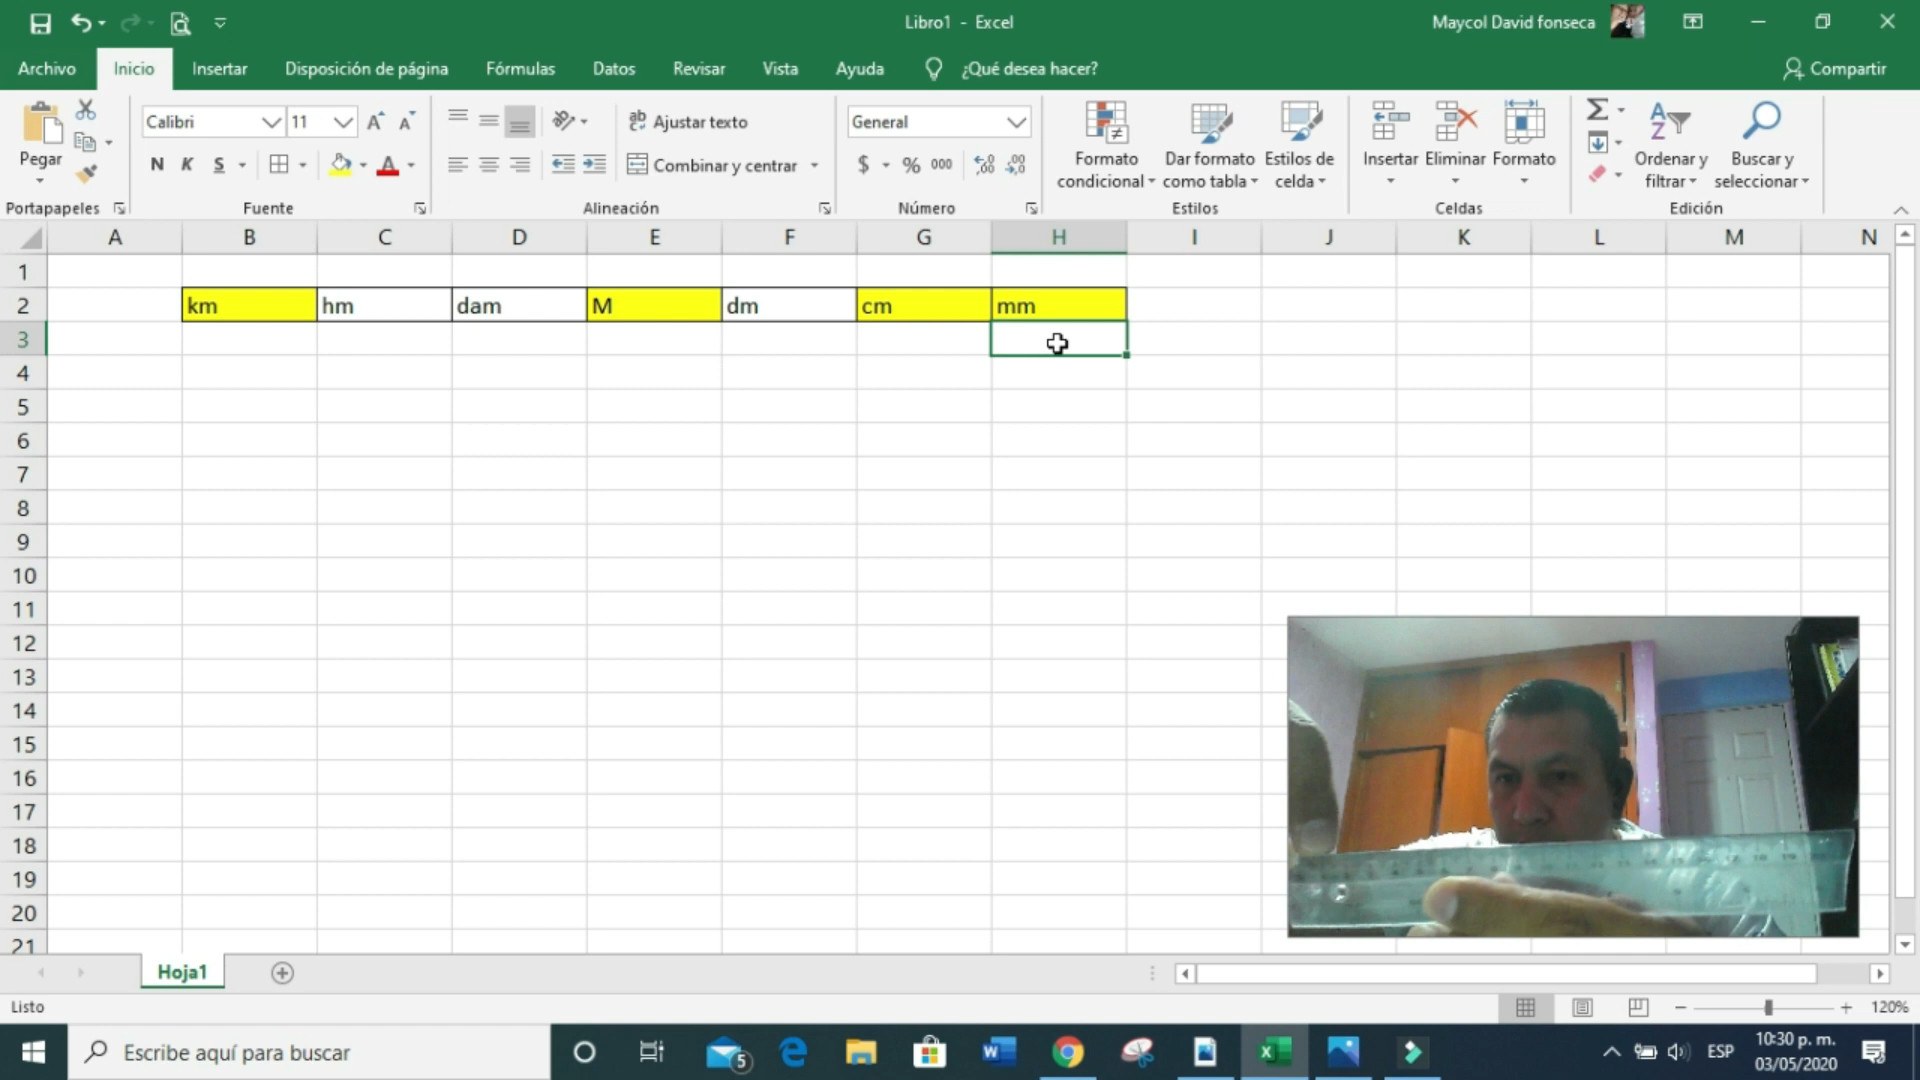 Libro1 - Excel
Maycol David fonseca
Archivo Inicio Insertar Disposición de página Fórmulas Datos Revisar Vista Ayuda ¿Qué desea hacer? Compartir
Pegar
Calibri 11
N K S A
Ajustar texto
Combinar y centrar
General
$ % 000
Formato condicional
Dar formato como tabla
Estilos de celda
Insertar Eliminar Formato
Ordenar y filtrar
Buscar y seleccionar
Portapapeles Fuente Alineación Número Estilos Celdas Edición
A B C D E F G H I J K L M N
1
2 km hm dam M dm cm mm
3
4
5
6
7
8
9
10
11
12
13
14
15
16
17
18
19
20
21
Hoja1
Listo
120%
Escribe aquí para buscar
5
ESP
10:30 p. m.
03/05/2020